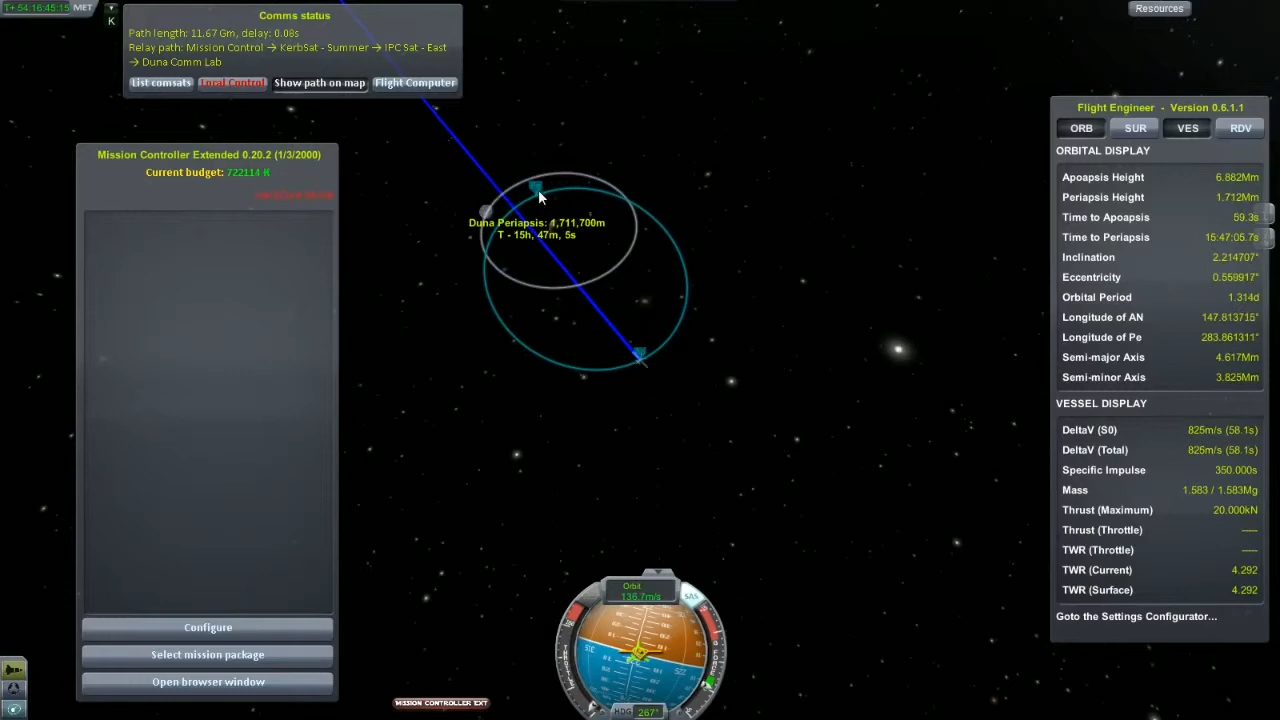 T+ 54:16:45:15 MET
K
Comms status
Path length: 11.67 Gm, delay: 0.08s
Relay path: Mission Control → KerbSat - Summer → IPC Sat - East
→ Duna Comm Lab
List comsats Local Control Show path on map Flight Computer
Resources
Mission Controller Extended 0.20.2 (1/3/2000)
Current budget: 722114 K
Duna Periapsis: 1,711,700m
T - 15h, 47m, 5s
Configure
Select mission package
Open browser window
MISSION CONTROLLER EXT
Orbit
136.7m/s
SAS
HDG 267°
Flight Engineer - Version 0.6.1.1
ORB SUR VES RDV
ORBITAL DISPLAY
Apoapsis Height 6.882Mm
Periapsis Height 1.712Mm
Time to Apoapsis 59.3s
Time to Periapsis 15:47:05.7s
Inclination 2.214707°
Eccentricity 0.559917°
Orbital Period 1.314d
Longitude of AN 147.813715°
Longitude of Pe 283.861311°
Semi-major Axis 4.617Mm
Semi-minor Axis 3.825Mm
VESSEL DISPLAY
DeltaV (S0) 825m/s (58.1s)
DeltaV (Total) 825m/s (58.1s)
Specific Impulse 350.000s
Mass 1.583 / 1.583Mg
Thrust (Maximum) 20.000kN
Thrust (Throttle) ––
TWR (Throttle) ––
TWR (Current) 4.292
TWR (Surface) 4.292
Goto the Settings Configurator...